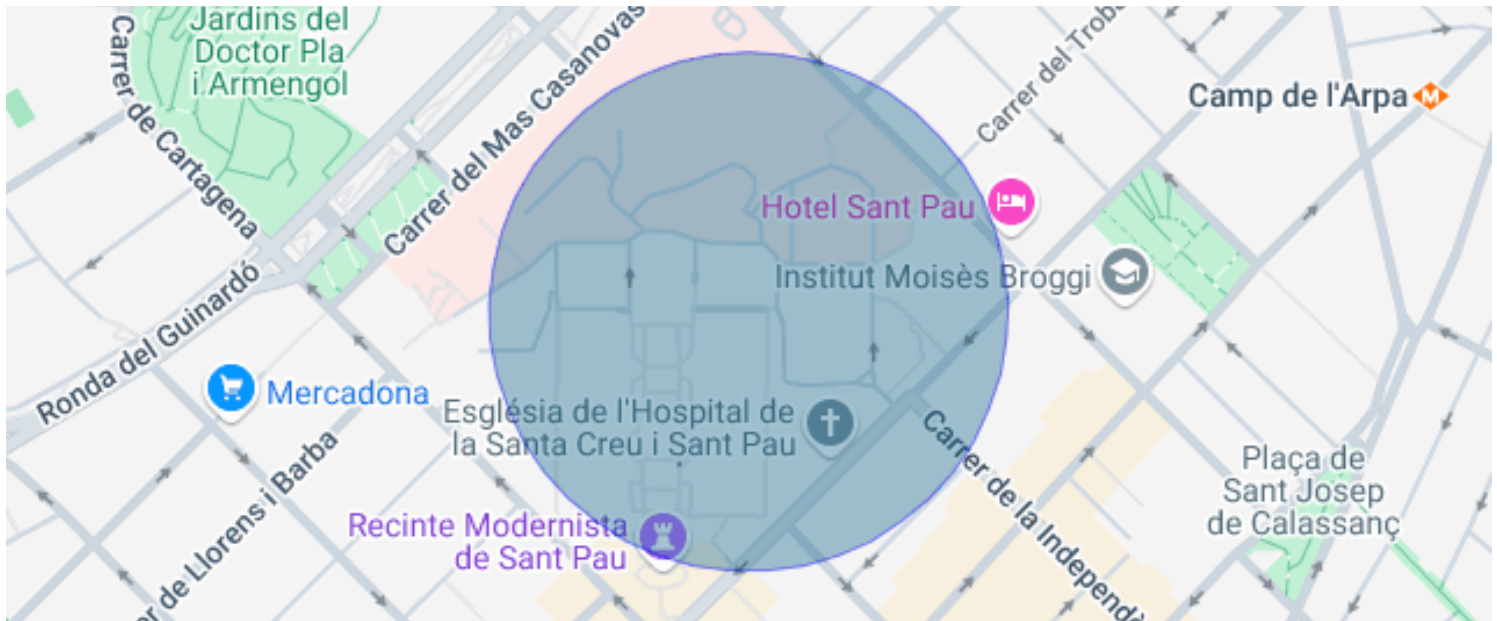 Jardins del
Doctor Pla
i Armengol
Carrer de Cartagena
Carrer del Mas Casanovas
Carrer del Trob
Camp de l'Arpa
M
Hotel Sant Pau
Institut Moisès Broggi
Ronda del Guinardó
Mercadona
Església de l'Hospital de
la Santa Creu i Sant Pau
Carrer de la Independè
Plaça de
Sant Josep
de Calassanç
Recinte Modernista
de Sant Pau
er de Llorens i Barba